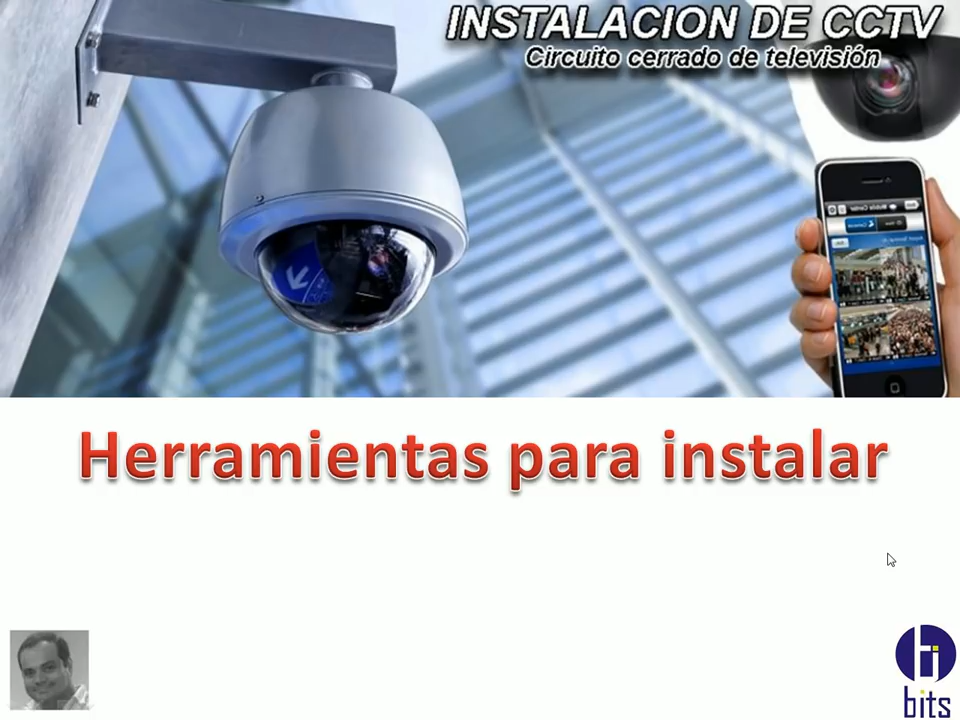 INSTALACION DE CCTV
Circuito cerrado de televisión
Herramientas para instalar
bits